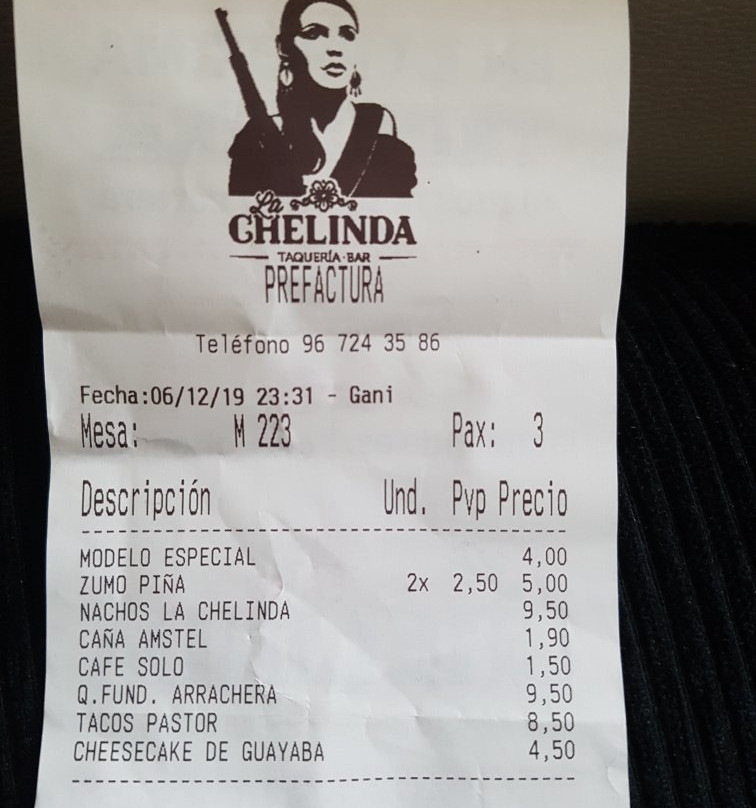 La
CHELINDA
TAQUERÍA·BAR
PREFACTURA
Teléfono 96 724 35 86
Fecha:06/12/19 23:31 - Gani
Mesa: M 223 Pax: 3
Descripción Und. Pvp Precio
MODELO ESPECIAL 4,00
ZUMO PIÑA 2x 2,50 5,00
NACHOS LA CHELINDA 9,50
CAÑA AMSTEL 1,90
CAFE SOLO 1,50
Q.FUND. ARRACHERA 9,50
TACOS PASTOR 8,50
CHEESECAKE DE GUAYABA 4,50